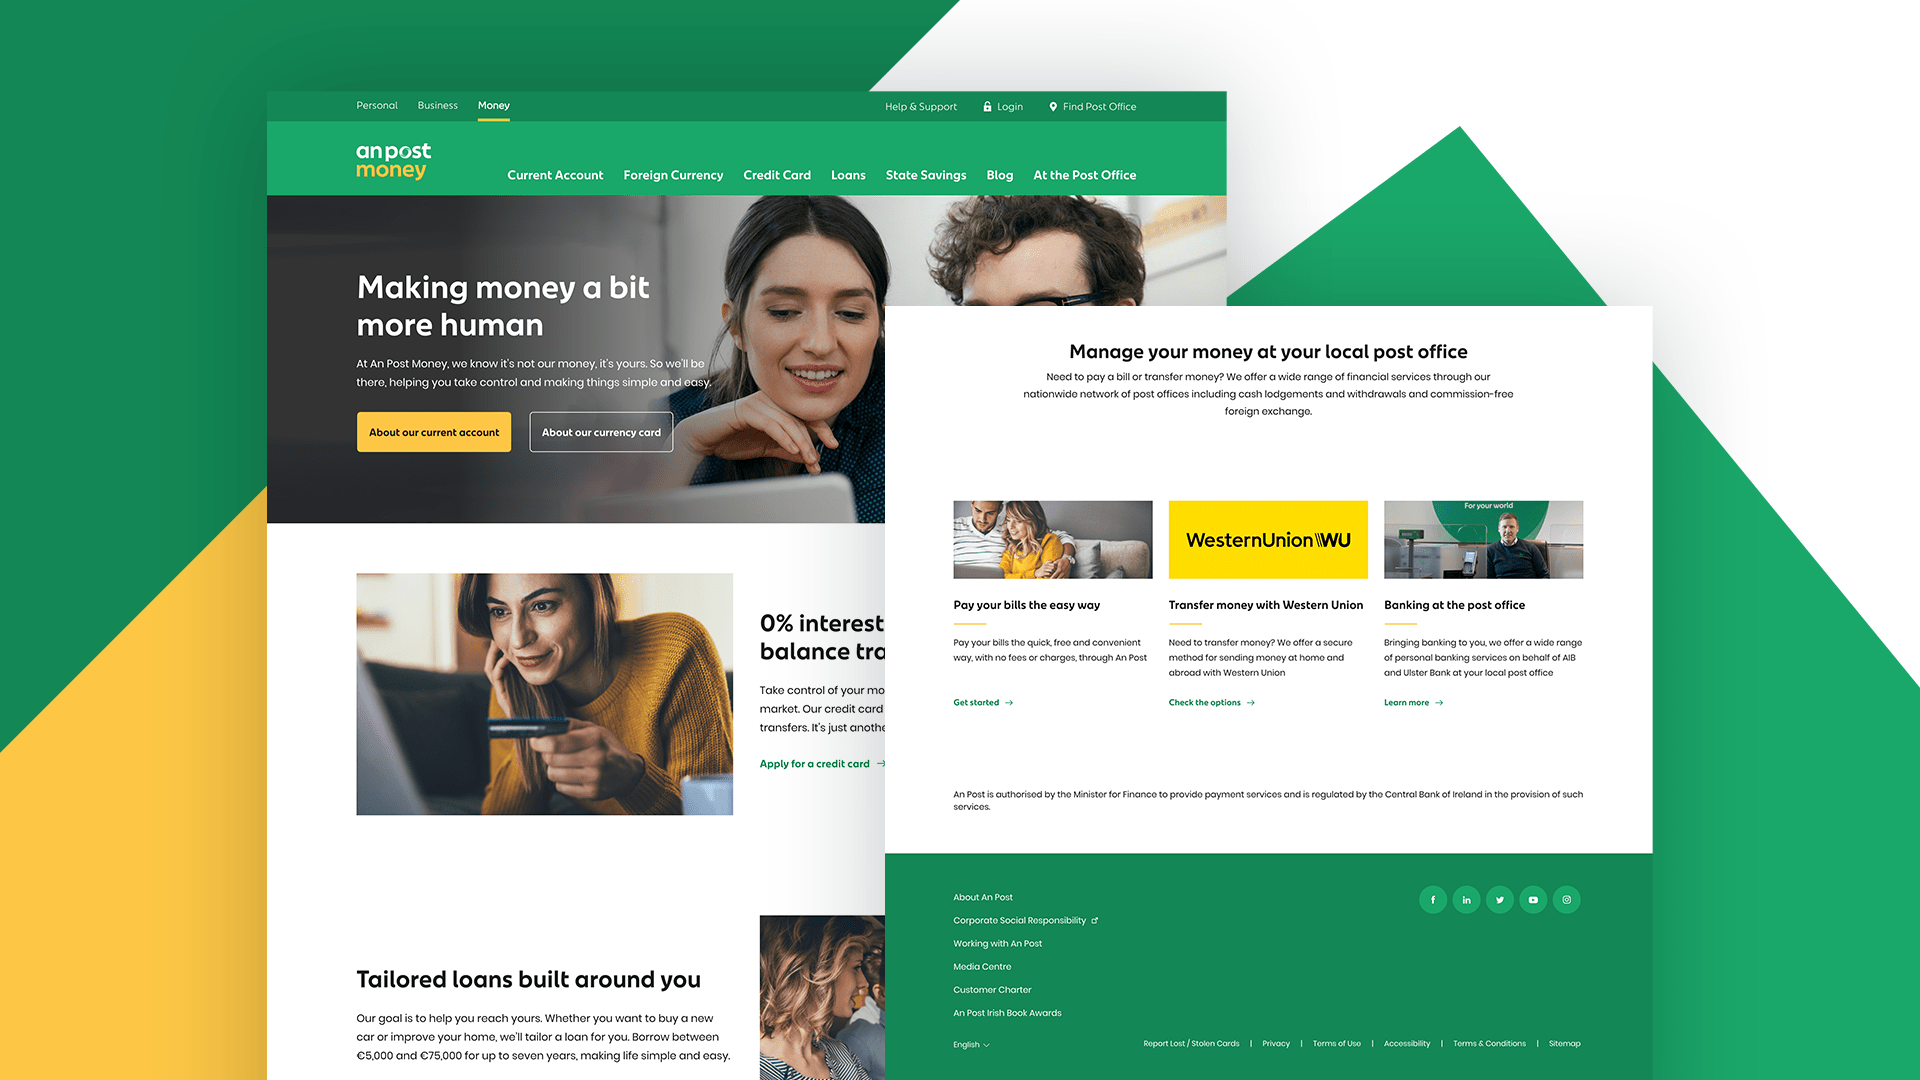 Personal Business Money
Help & Support Login Find Post Office
an post
money
Current Account Foreign Currency Credit Card Loans State Savings Blog At the Post Office
Making money a bit
more human
At An Post Money, we know it's not our money, it's yours. So we'll be
there, helping you take control and making things simple and easy.
About our current account About our currency card
0% interest
balance
Take control of your
market. Our credit card
transfers. It's just
Apply for a credit card
Tailored loans built around you
Our goal is to help you reach yours. Whether you want to buy a new
car or improve your home, we'll tailor a loan for you. Borrow between
€5,000 and €75,000 for up to seven years, making life simple and easy.
Manage your money at your local post office
Need to pay a bill or transfer money? We offer a wide range of financial services through our
nationwide network of post offices including cash lodgements and withdrawals and commission-free
foreign exchange.
WesternUnion WU
For your world
Pay your bills the easy way
Pay your bills the quick, free and convenient
way, with no fees or charges, through An Post
Get started
Transfer money with Western Union
Need to transfer money? We offer a secure
method for sending money at home and
abroad with Western Union
Check the options
Banking at the post office
Bringing banking to you, we offer a wide range
of personal banking services on behalf of AIB
and Ulster Bank at your local post office
Learn more
An Post is authorised by the Minister for Finance to provide payment services and is regulated by the Central Bank of Ireland in the provision of such
services.
About An Post
Corporate Social Responsibility
Working with An Post
Media Centre
Customer Charter
An Post Irish Book Awards
English
Report Lost / Stolen Cards | Privacy | Terms of Use | Accessibility | Terms & Conditions | Sitemap